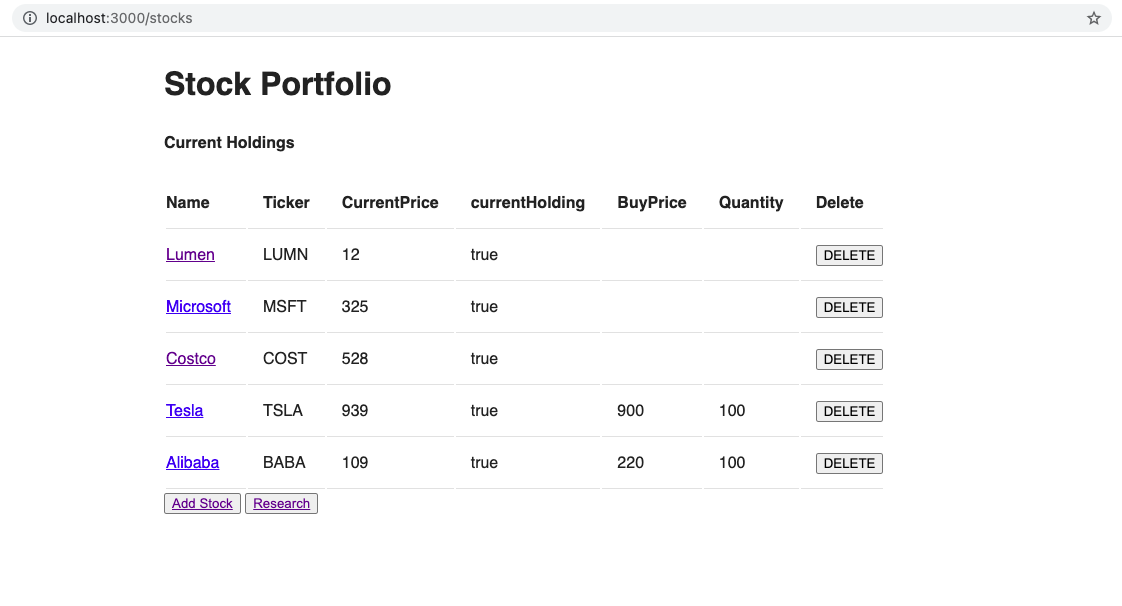 localhost:3000/stocks
Stock Portfolio
Current Holdings
Name Ticker CurrentPrice currentHolding BuyPrice Quantity Delete
Lumen LUMN 12 true DELETE
Microsoft MSFT 325 true DELETE
Costco COST 528 true DELETE
Tesla TSLA 939 true 900 100 DELETE
Alibaba BABA 109 true 220 100 DELETE
Add Stock Research